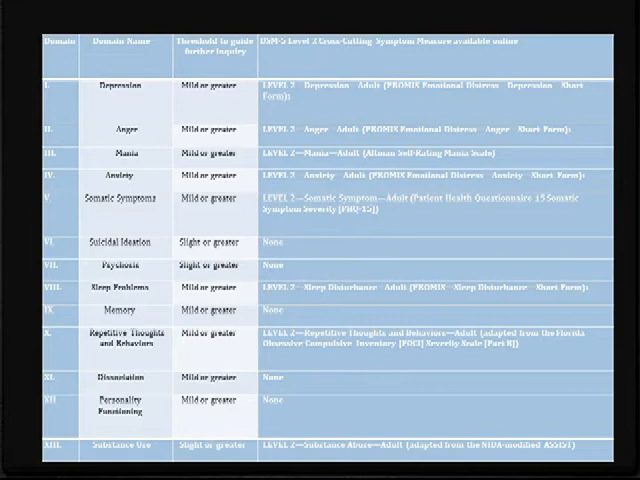 Domain Domain Name Threshold to guide DSM-5 Level 2 Cross-Cutting Symptom Measure available online
further inquiry
I. Depression Mild or greater LEVEL 2—Depression—Adult (PROMIS Emotional Distress—Depression—Short
Form)1
II. Anger Mild or greater LEVEL 2—Anger—Adult (PROMIS Emotional Distress—Anger—Short Form)1
III. Mania Mild or greater LEVEL 2—Mania—Adult (Altman Self-Rating Mania Scale)
IV. Anxiety Mild or greater LEVEL 2—Anxiety—Adult (PROMIS Emotional Distress—Anxiety—Short Form)1
V. Somatic Symptoms Mild or greater LEVEL 2—Somatic Symptom—Adult (Patient Health Questionnaire 15 Somatic
Symptom Severity [PHQ-15])
VI. Suicidal Ideation Slight or greater None
VII. Psychosis Slight or greater None
VIII. Sleep Problems Mild or greater LEVEL 2—Sleep Disturbance—Adult (PROMIS—Sleep Disturbance—Short Form)1
IX Memory Mild or greater None
X. Repetitive Thoughts Mild or greater LEVEL 2—Repetitive Thoughts and Behaviors—Adult (adapted from the Florida
and Behaviors Obsessive Compulsive Inventory [FOCI] Severity Scale [Part B])
XI. Dissociation Mild or greater None
XII Personality Mild or greater None
Functioning
XIII. Substance Use Slight or greater LEVEL 2—Substance Abuse—Adult (adapted from the NIDA-modified ASSIST)